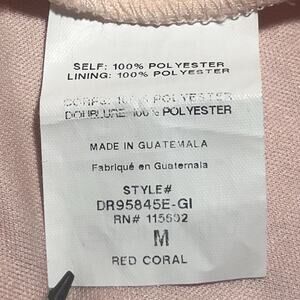 SELF: 100% POLYESTER
LINING: 100% POLYESTER
CORPS: 100% POLYESTER
DOUBLURE 100% POLYESTER
MADE IN GUATEMALA
Fabriqué en Guaternala
STYLE#
DR95845E-GI
RN# 115602
M
RED CORAL